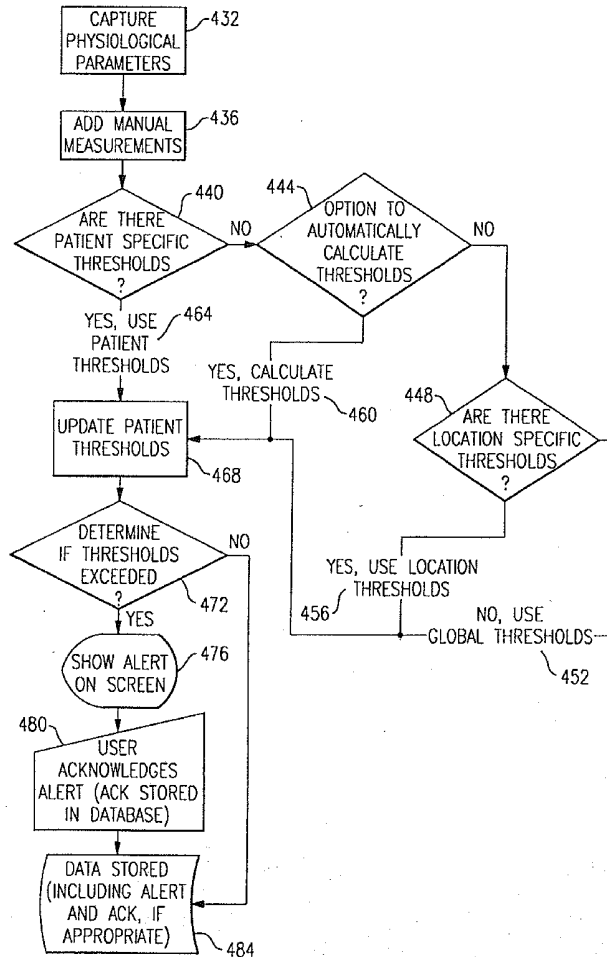 CAPTURE
PHYSIOLOGICAL
PARAMETERS
432
ADD MANUAL
MEASUREMENTS
436
ARE THERE
PATIENT SPECIFIC
THRESHOLDS
?
440
NO
444
OPTION TO
AUTOMATICALLY
CALCULATE
THRESHOLDS
?
NO
YES, USE
PATIENT
THRESHOLDS
464
YES, CALCULATE
THRESHOLDS
460
448
ARE THERE
LOCATION SPECIFIC
THRESHOLDS
?
UPDATE PATIENT
THRESHOLDS
468
YES, USE LOCATION
THRESHOLDS
456
NO, USE
GLOBAL THRESHOLDS
452
DETERMINE
IF THRESHOLDS
EXCEEDED
?
NO
472
YES
SHOW ALERT
ON SCREEN
476
480
USER
ACKNOWLEDGES
ALERT (ACK STORED
IN DATABASE)
DATA STORED
(INCLUDING ALERT
AND ACK, IF
APPROPRIATE)
484